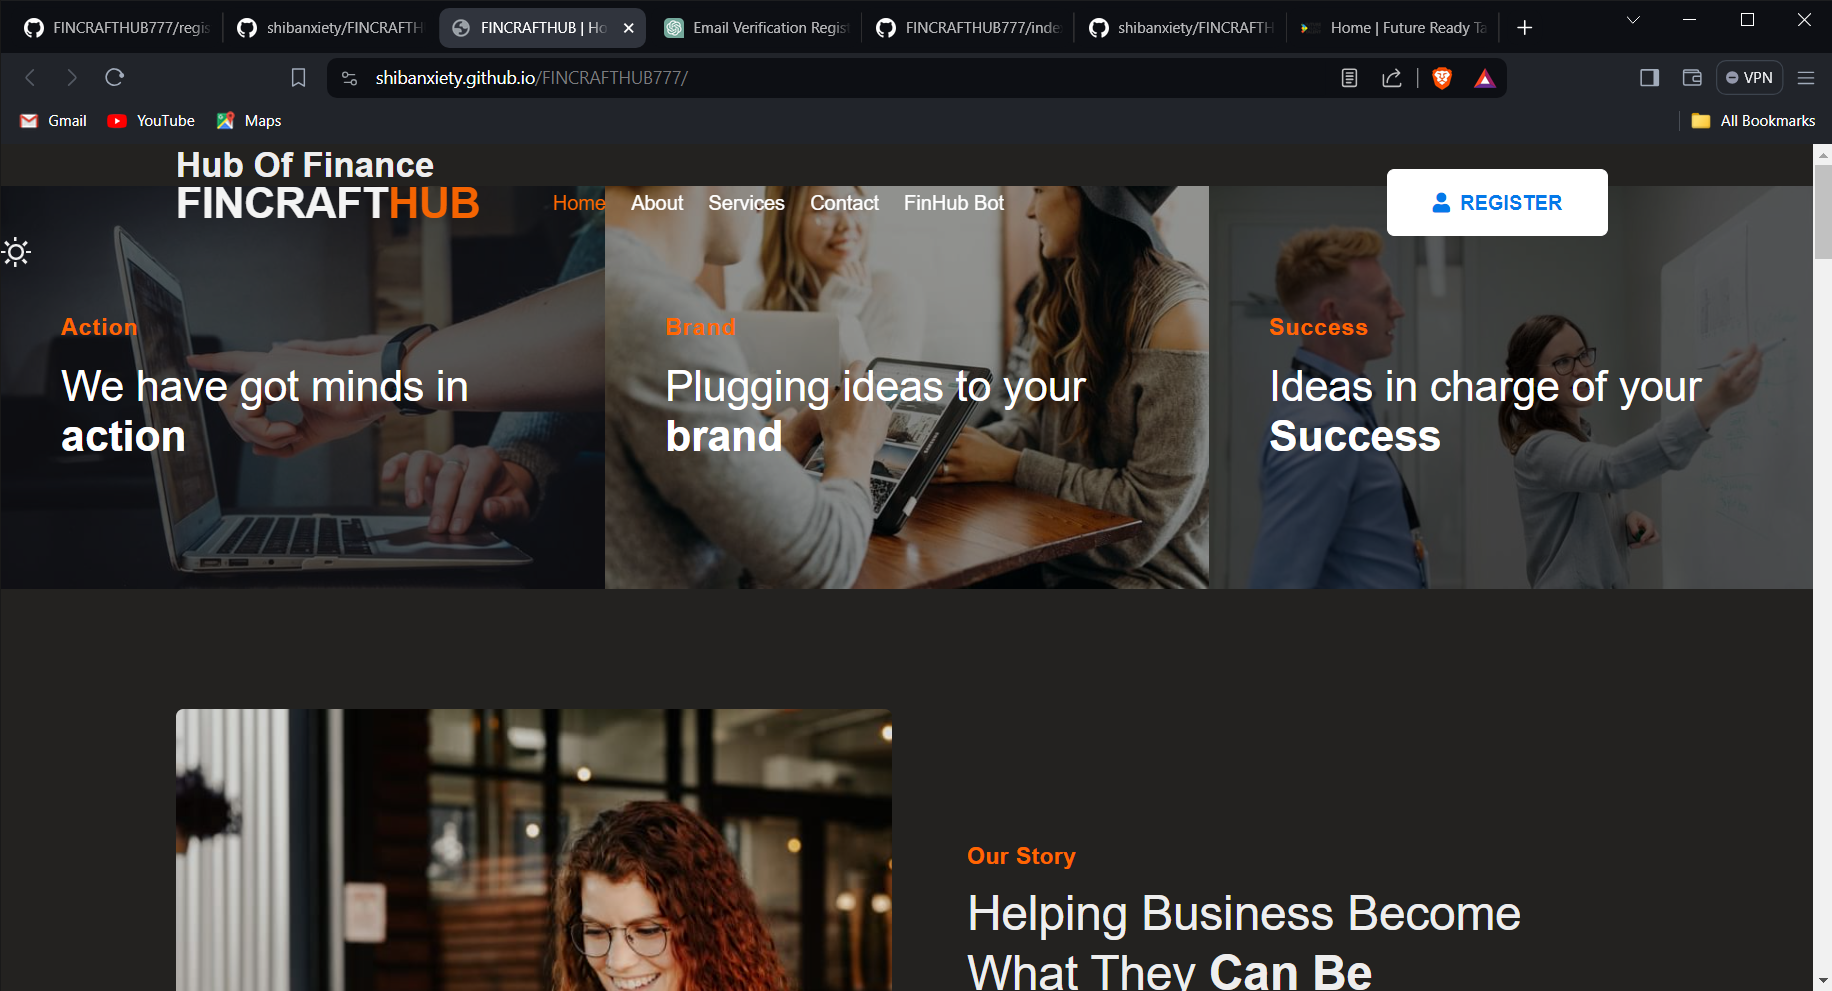 FINCRAFTHUB777/regis
shibanxiety/FINCRAFTH
FINCRAFTHUB | Ho
Email Verification Regist
FINCRAFTHUB777/inde
shibanxiety/FINCRAFTH
Home | Future Ready Ta
shibanxiety.github.io/FINCRAFTHUB777/
VPN
Gmail
YouTube
Maps
All Bookmarks
Hub Of Finance
FINCRAFTHUB
Home About Services Contact FinHub Bot
REGISTER
Action
We have got minds in
action
Brand
Plugging ideas to your
brand
Success
Ideas in charge of your
Success
SAMSUNG
Our Story
Helping Business Become
What They Can Be